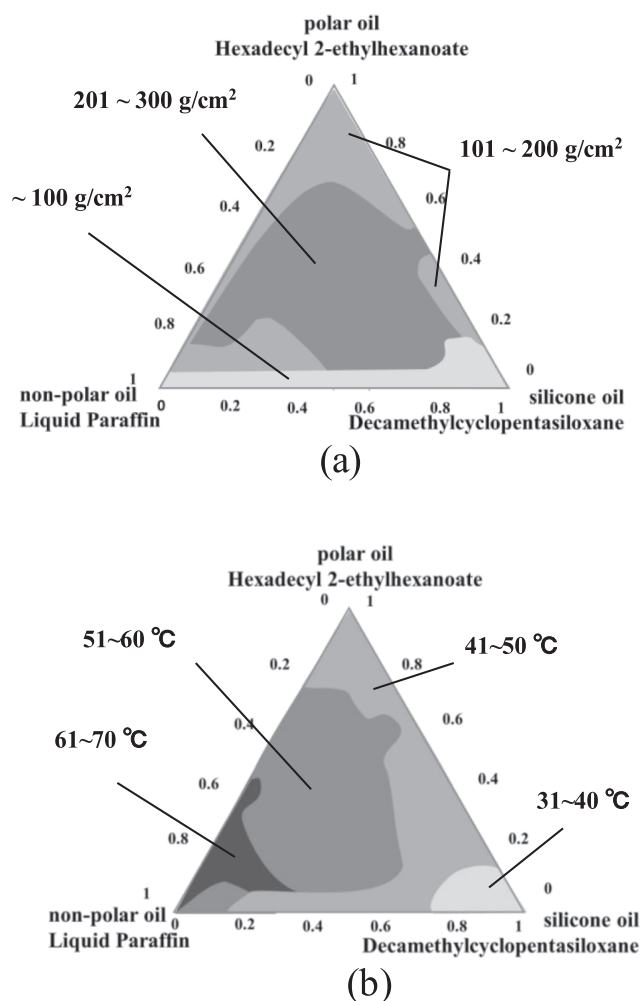 polar oil
Hexadecyl 2-ethylhexanoate
0 1
201 ~ 300 g/cm²
0.2
0.8
101 ~ 200 g/cm²
~ 100 g/cm²
0.4
0.6
0.6
0.4
0.8
0.2
1
0
non-polar oil
silicone oil
0 0.2 0.4 0.6 0.8 1
Liquid Paraffin
Decamethylcyclopentasiloxane
(a)
polar oil
Hexadecyl 2-ethylhexanoate
0 1
51~60 ℃
41~50 ℃
0.2
0.8
0.4
0.6
61~70 ℃
0.6
0.4
31~40 ℃
0.8
0.2
1
0
non-polar oil
silicone oil
0 0.2 0.4 0.6 0.8 1
Liquid Paraffin
Decamethylcyclopentasiloxane
(b)